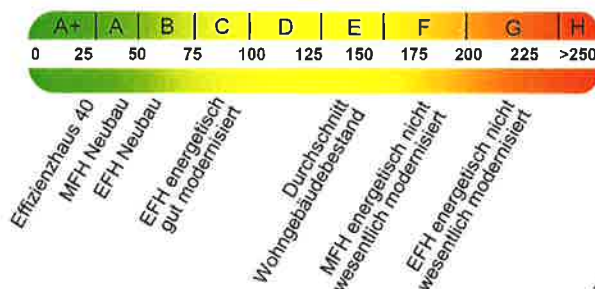 A+ A B C D E F G H
0 25 50 75 100 125 150 175 200 225 >250
Effizienzhaus 40
MFH Neubau
EFH Neubau
EFH energetisch
gut modernisiert
Durchschnitt
Wohngebäudebestand
MFH energetisch nicht
wesentlich modernisiert
EFH energetisch nicht
wesentlich modernisiert